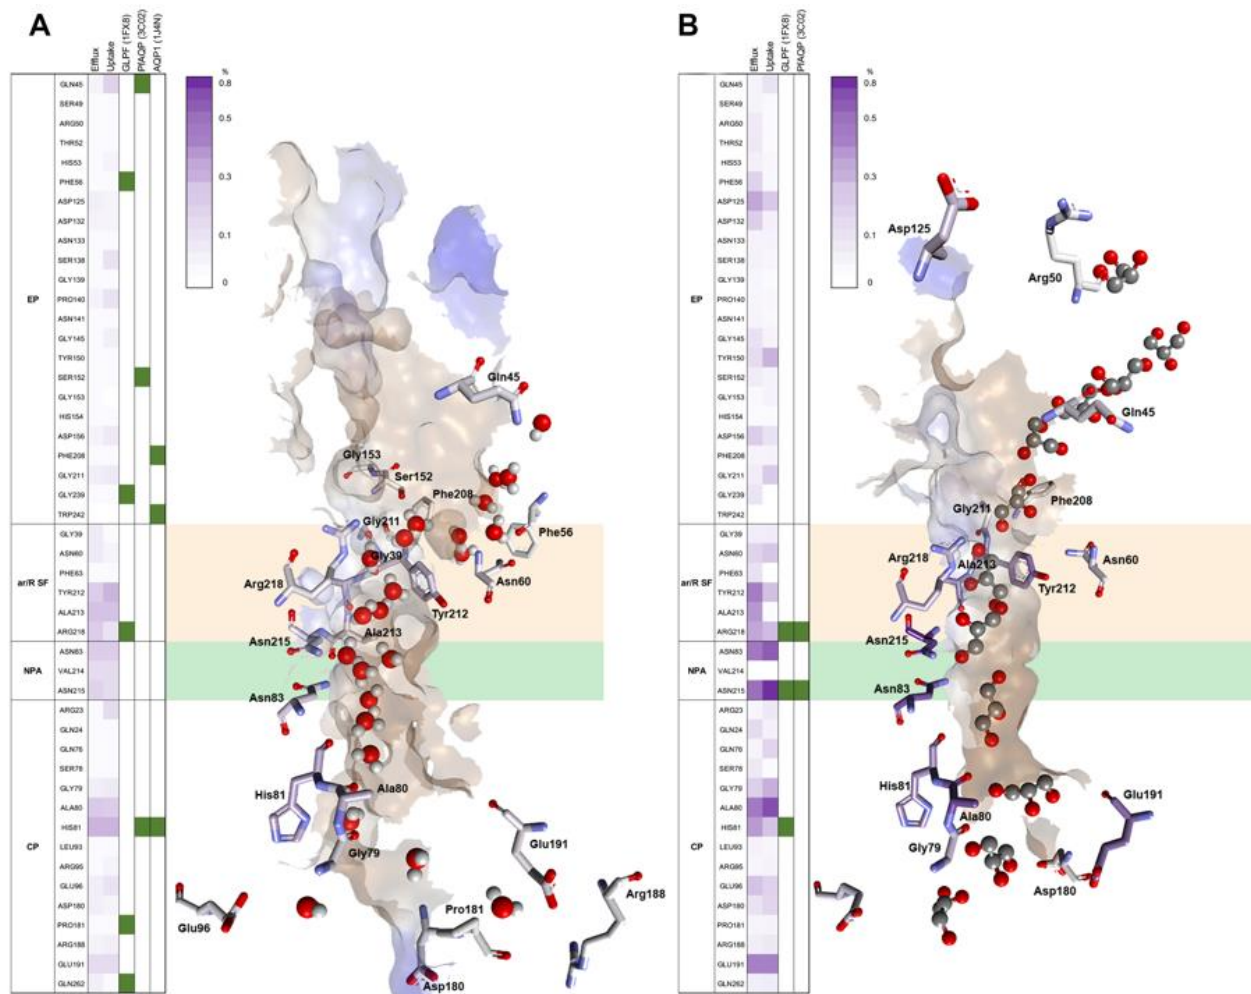 A
Efflux
Uptake
GLPF (1FX8)
PfAQP (3C02)
AQP1 (1J4N)
%
0.8
0.5
0.3
0.1
0
EP
GLN45
SER49
ARG50
THR52
HIS53
PHE56
ASP125
ASP132
ASN133
SER138
GLY139
PRO140
ASN141
GLY145
TYR150
SER152
GLY153
HIS154
ASP156
PHE208
GLY211
GLY239
TRP242
ar/R SF
GLY39
ASN60
PHE63
TYR212
ALA213
ARG218
NPA
ASN83
VAL214
ASN215
CP
ARG23
GLN24
GLN76
SER78
GLY79
ALA80
HIS81
LEU93
ARG95
GLU96
ASP180
PRO181
ARG188
GLU191
GLN262
Gln45
Gly153
Ser152
Phe208
Gly211
Phe56
Gly39
Arg218
Asn60
Tyr212
Ala213
Asn215
Asn83
His81
Ala80
Gly79
Glu191
Arg188
Glu96
Pro181
Asp180
B
Efflux
Uptake
GLPF (1FX8)
PfAQP (3C02)
%
0.8
0.5
0.3
0.1
0
EP
GLN45
SER49
ARG50
THR52
HIS53
PHE56
ASP125
ASP132
ASN133
SER138
GLY139
PRO140
ASN141
GLY145
TYR150
SER152
GLY153
HIS154
ASP156
PHE208
GLY211
GLY239
TRP242
ar/R SF
GLY39
ASN60
PHE63
TYR212
ALA213
ARG218
NPA
ASN83
VAL214
ASN215
CP
ARG23
GLN24
GLN76
SER78
GLY79
ALA80
HIS81
LEU93
ARG95
GLU96
ASP180
PRO181
ARG188
GLU191
GLN262
Asp125
Arg50
Gln45
Phe208
Gly211
Arg218
Ala213
Asn60
Tyr212
Asn215
Asn83
His81
Ala80
Glu191
Gly79
Asp180